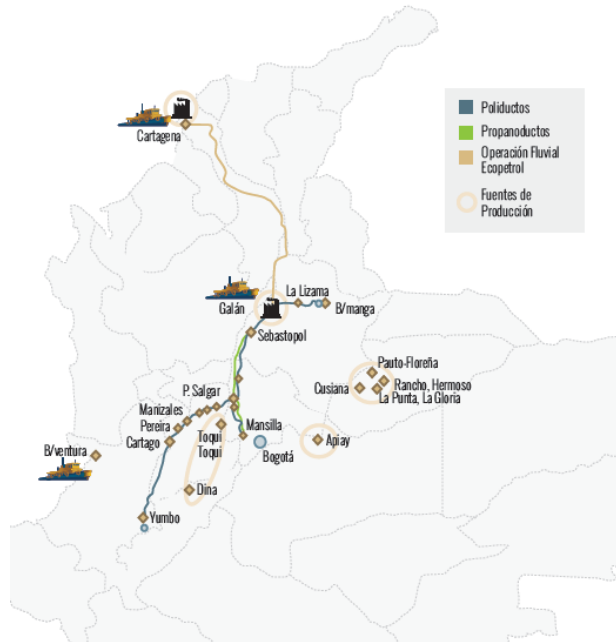 Poliductos
Propanoductos
Operación Fluvial
Ecopetrol
Fuentes de
Producción
Cartagena
La Lizama
Galán
B/manga
Sebastopol
Pauto-Floreña
Cusiana
Rancho, Hermoso
La Punta, La Gloria
P. Salgar
Manizales
Pereira
Cartago
Mansilla
Toqui
Toqui
Bogotá
Apiay
B/ventura
Dina
Yumbo